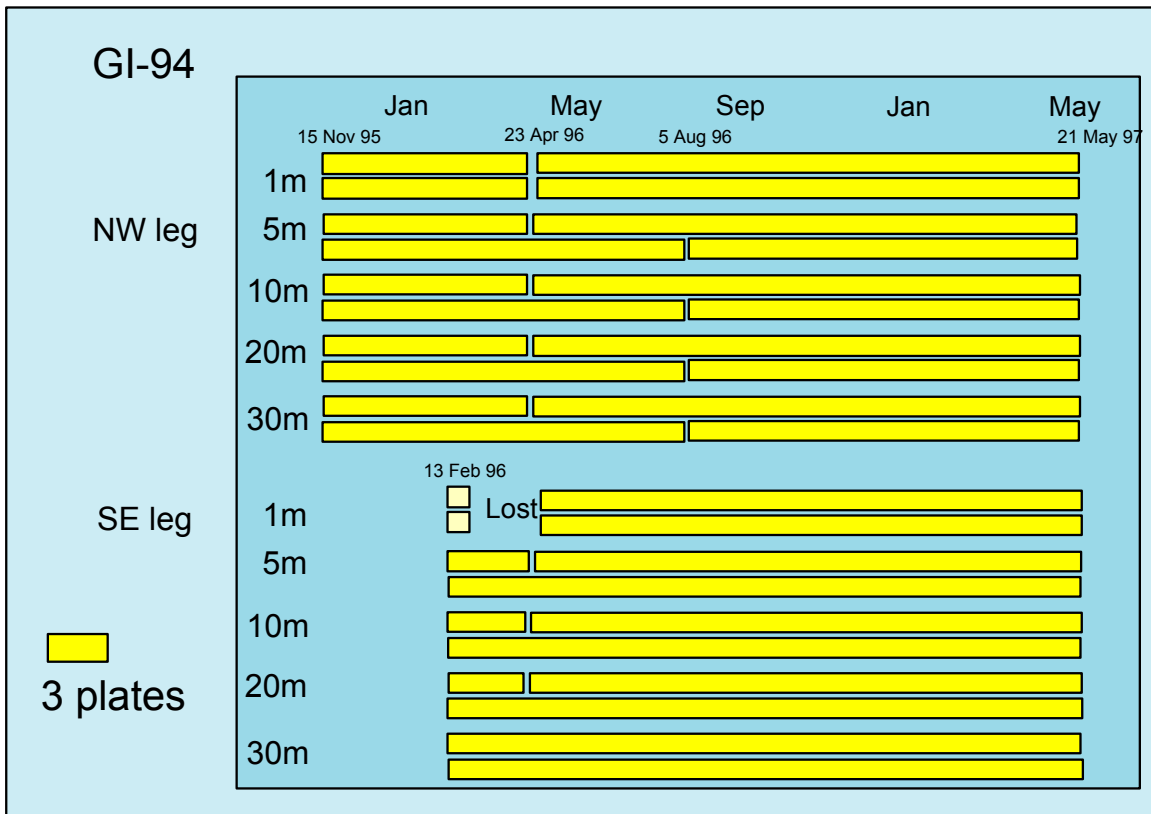 GI-94
Jan May Sep Jan May
15 Nov 95 23 Apr 96 5 Aug 96 21 May 97
1m
NW leg
5m
10m
20m
30m
13 Feb 96
Lost
SE leg
1m
5m
10m
20m
30m
3 plates